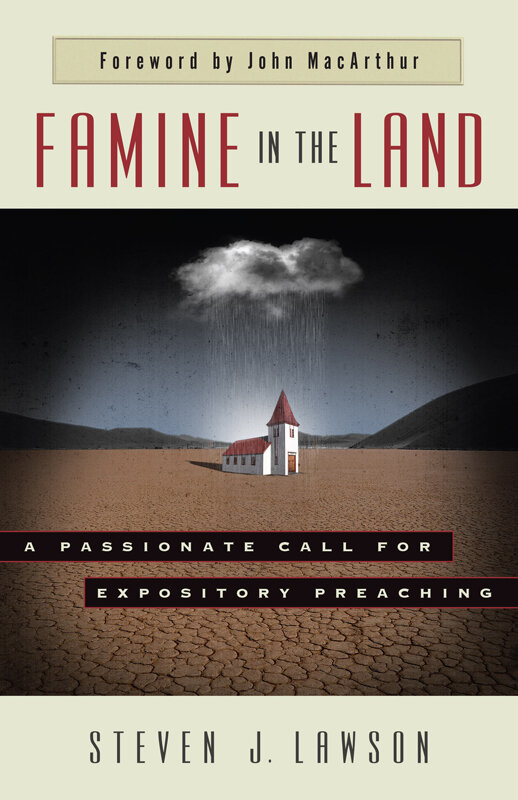 Foreword by John MacArthur
FAMINE IN THE LAND
A PASSIONATE CALL FOR
EXPOSITORY PREACHING
STEVEN J. LAWSON